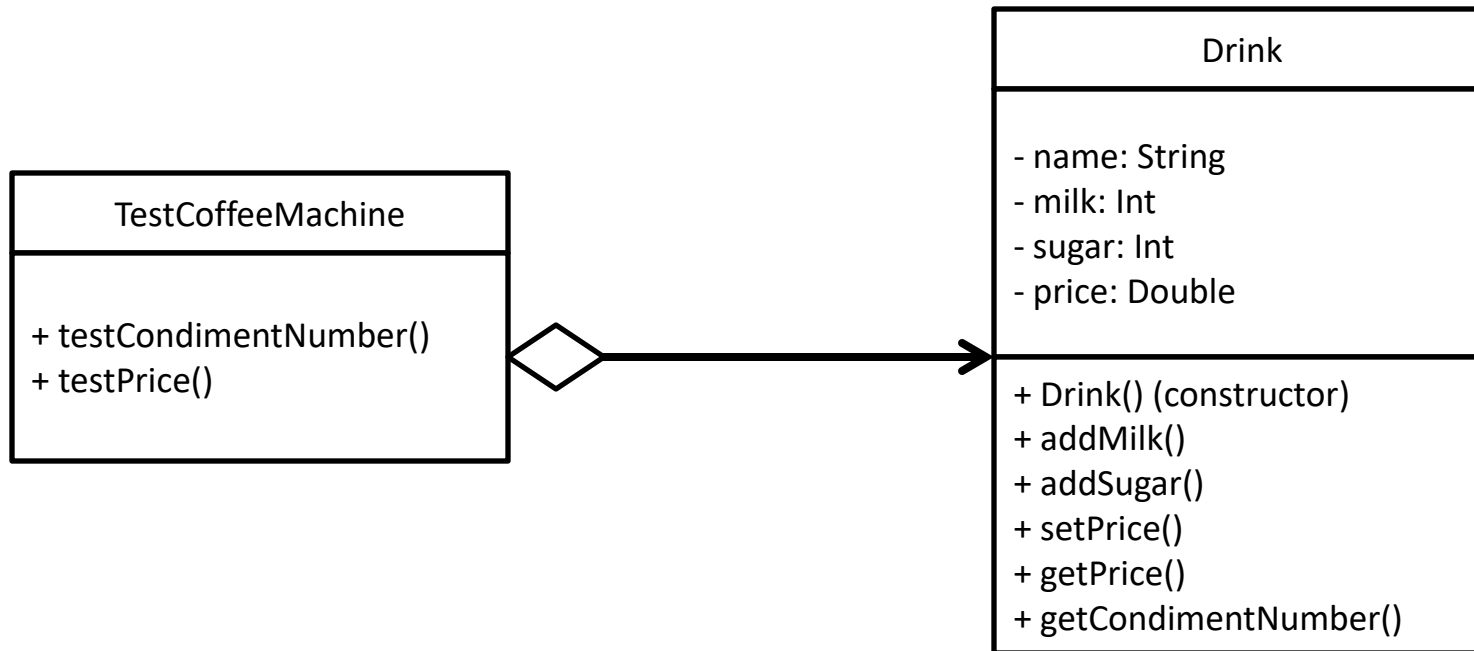 TestCoffeeMachine
+ testCondimentNumber()
+ testPrice()
Drink
- name: String
- milk: Int
- sugar: Int
- price: Double
+ Drink() (constructor)
+ addMilk()
+ addSugar()
+ setPrice()
+ getPrice()
+ getCondimentNumber()